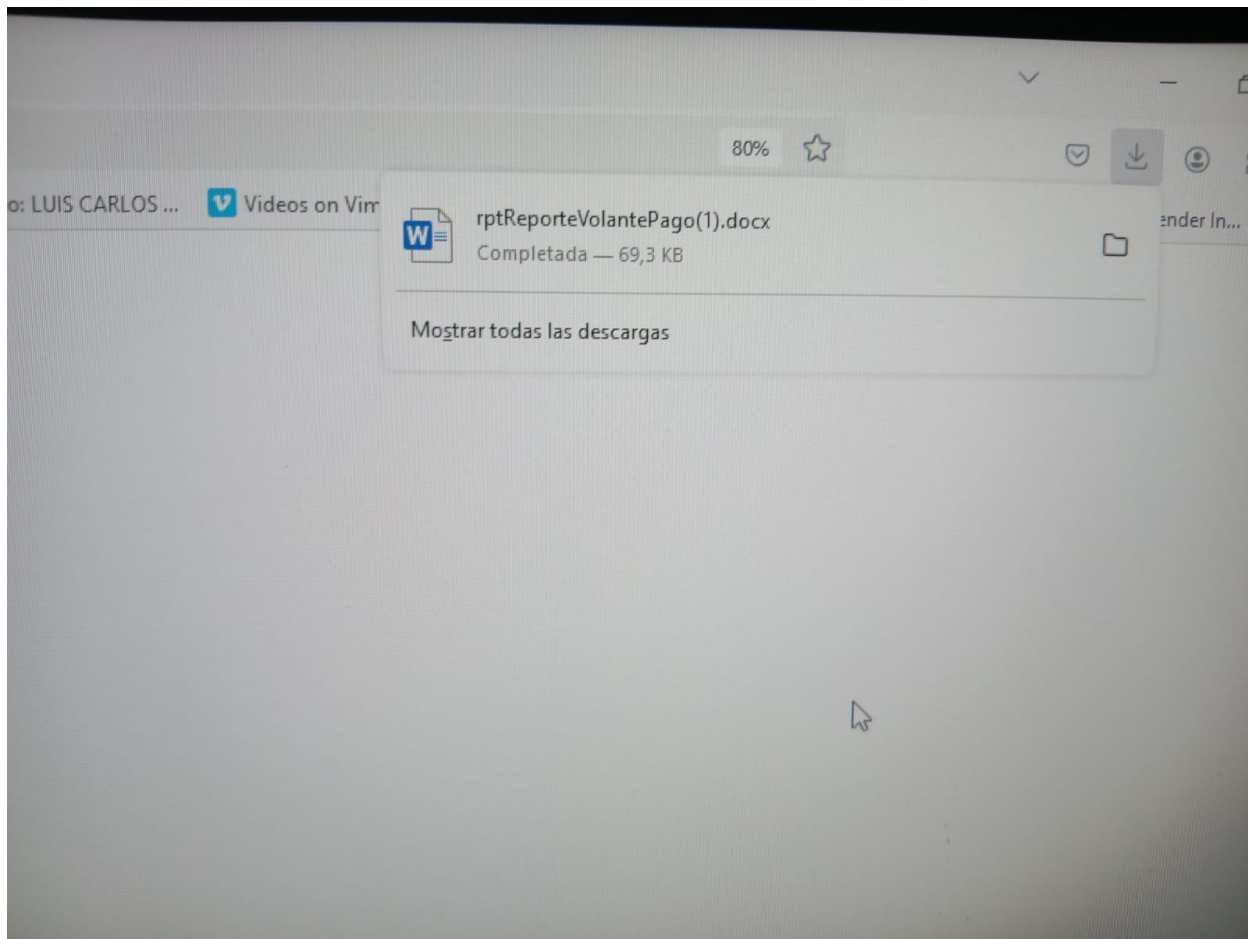 80%
o: LUIS CARLOS ...
Videos on Vim
ender In...
rptReporteVolantePago(1).docx
Completada — 69,3 KB
Mostrar todas las descargas